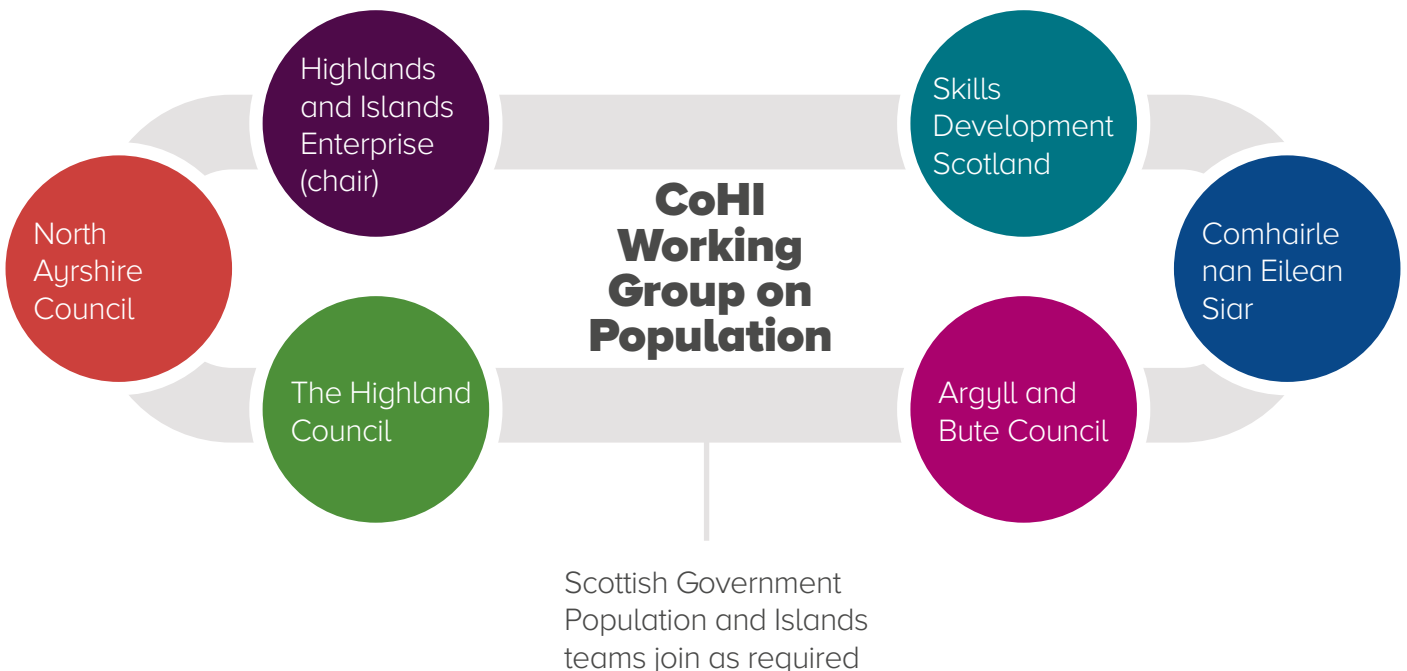 Highlands
and Islands
Enterprise
(chair)
Skills
Development
Scotland
North
Ayrshire
Council
CoHI
Working
Group on
Population
Comhairle
nan Eilean
Siar
The Highland
Council
Argyll and
Bute Council
Scottish Government
Population and Islands
teams join as required